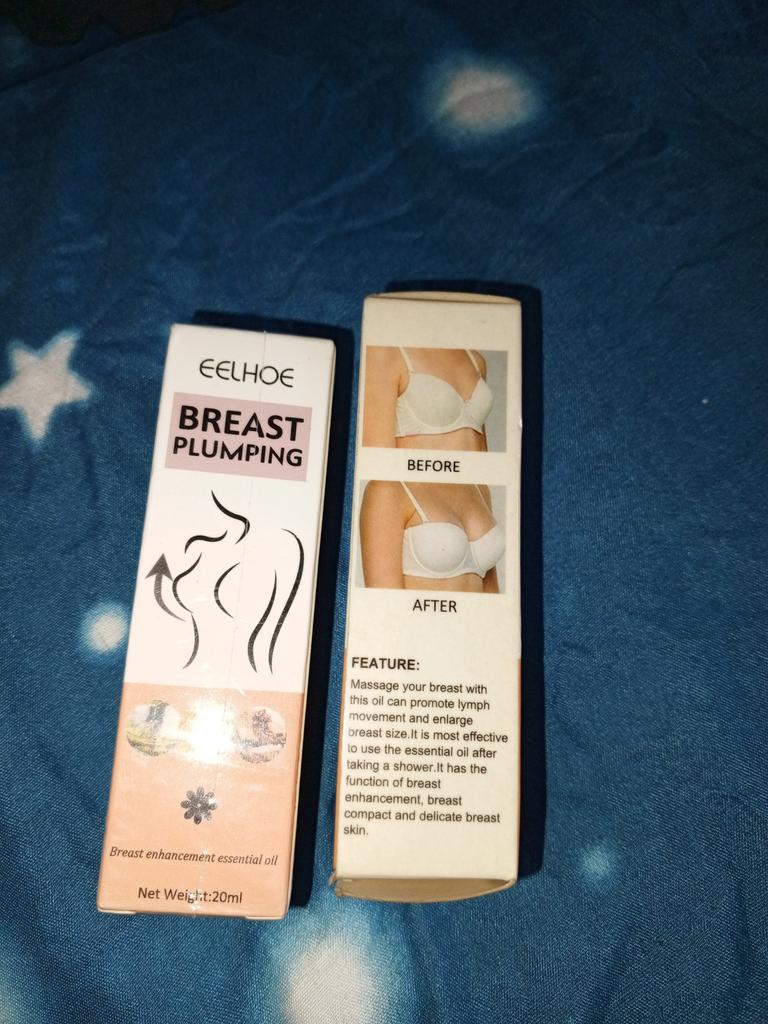 EELHOE
BREAST
PLUMPING
Breast enhancement essential oil
Net Weight:20ml
BEFORE
AFTER
FEATURE:
Massage your breast with
this oil can promote lymph
movement and enlarge
breast size.It is most effective
to use the essential oil after
taking a shower.It has the
function of breast
enhancement, breast
compact and delicate breast
skin.